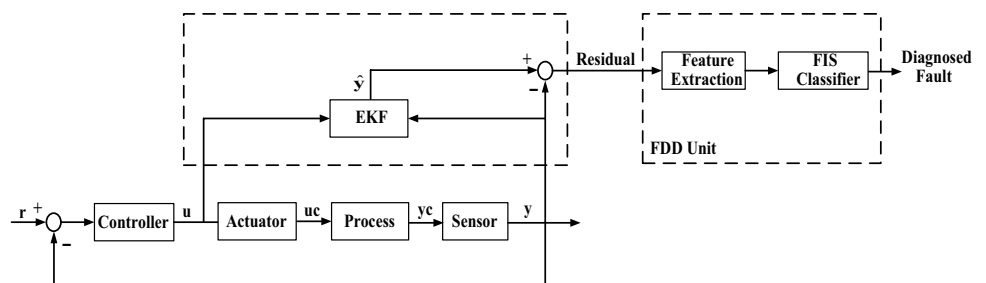 Residual
Feature
Extraction
FIS
Classifier
Diagnosed
Fault
+
−
ŷ
EKF
FDD Unit
r
+
−
Controller
u
Actuator
uc
Process
yc
Sensor
y